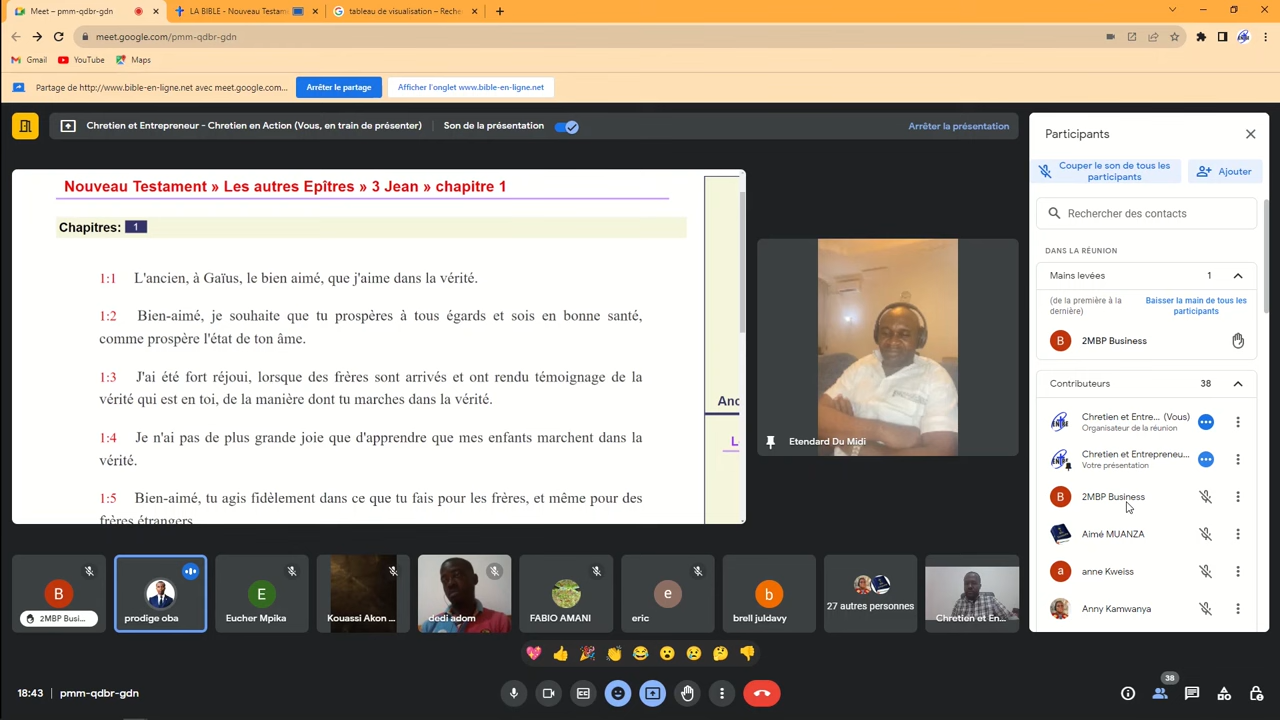 Meet – pmm-qdbr-gdn
LA BIBLE - Nouveau Testam
tableau de visualisation – Reche
meet.google.com/pmm-qdbr-gdn
Gmail YouTube Maps
Partage de http://www.bible-en-ligne.net avec meet.google.com...
Arrêter le partage
Afficher l'onglet www.bible-en-ligne.net
Chretien et Entrepreneur - Chretien en Action (Vous, en train de présenter)
Son de la présentation
Arrêter la présentation
Nouveau Testament » Les autres Epîtres » 3 Jean » chapitre 1
Chapitres: 1
1:1 L'ancien, à Gaïus, le bien aimé, que j'aime dans la vérité.
1:2 Bien-aimé, je souhaite que tu prospères à tous égards et sois en bonne santé,
comme prospère l'état de ton âme.
1:3 J'ai été fort réjoui, lorsque des frères sont arrivés et ont rendu témoignage de la
vérité qui est en toi, de la manière dont tu marches dans la vérité.
1:4 Je n'ai pas de plus grande joie que d'apprendre que mes enfants marchent dans la
vérité.
1:5 Bien-aimé, tu agis fidèlement dans ce que tu fais pour les frères, et même pour des
frères étrangers
Anc
L
Etendard Du Midi
Participants
Couper le son de tous les
participants
Ajouter
Rechercher des contacts
DANS LA RÉUNION
Mains levées 1
(de la première à la
dernière)
Baisser la main de tous les
participants
B 2MBP Business
Contributeurs 38
Chretien et Entre... (Vous)
Organisateur de la réunion
Chretien et Entrepreneu...
Votre présentation
B 2MBP Business
Aimé MUANZA
a anne Kweiss
Anny Kamwanya
B
2MBP Busi...
prodige oba
E
Eucher Mpika
Kouassi Akon ...
dedi adom
FABIO AMANI
e
eric
b
brell juldavy
27 autres personnes
Chretien et En...
18:43 pmm-qdbr-gdn
38